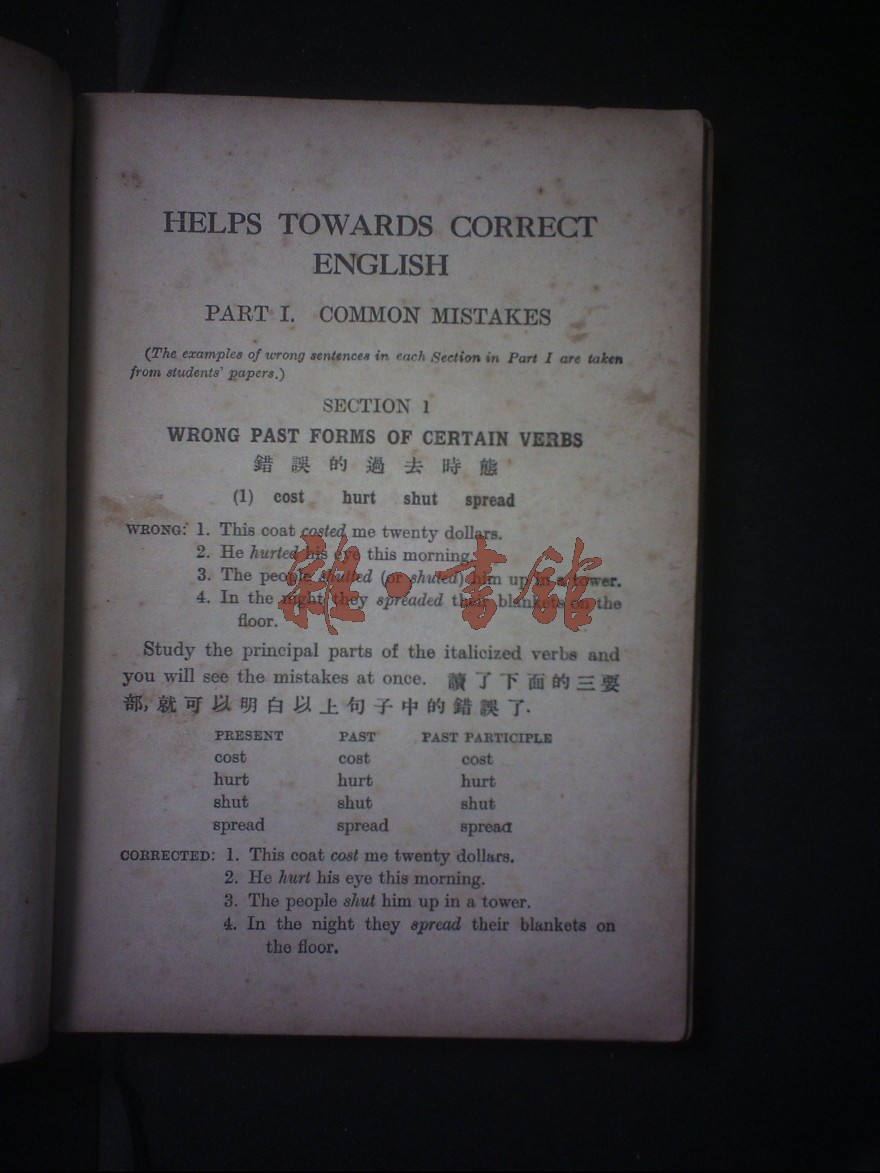 HELPS TOWARDS CORRECT
ENGLISH
PART I. COMMON MISTAKES
(The examples of wrong sentences in each Section in Part I are taken
from students' papers.)
SECTION 1
WRONG PAST FORMS OF CERTAIN VERBS
錯誤的過去時態
(1) cost hurt shut spread
WRONG: 1. This coat costed me twenty dollars.
2. He hurted his eye this morning.
3. The people shutted (or shuted) him up in a tower.
4. In the night they spreaded their blankets on the
floor.
雜·書館
Study the principal parts of the italicized verbs and
you will see the mistakes at once. 讀了下面的三要
部, 就可以明白以上句子中的錯誤了.
PRESENT PAST PAST PARTICIPLE
cost cost cost
hurt hurt hurt
shut shut shut
spread spread spread
CORRECTED: 1. This coat cost me twenty dollars.
2. He hurt his eye this morning.
3. The people shut him up in a tower.
4. In the night they spread their blankets on
the floor.